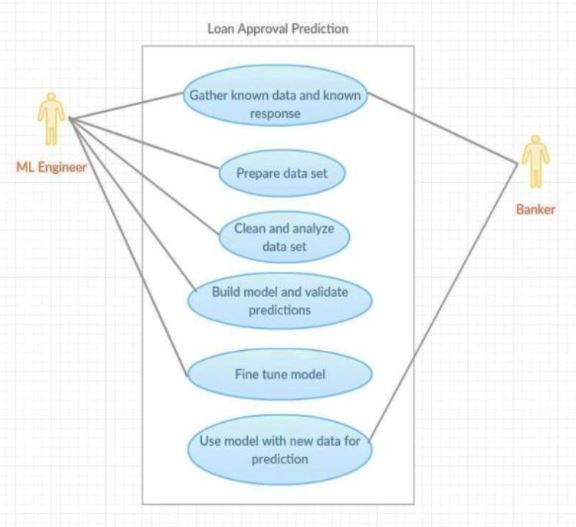 Loan Approval Prediction
Gather known data and known
response
ML Engineer
Prepare data set
Banker
Clean and analyze
data set
Build model and validate
predictions
Fine tune model
Use model with new data for
prediction